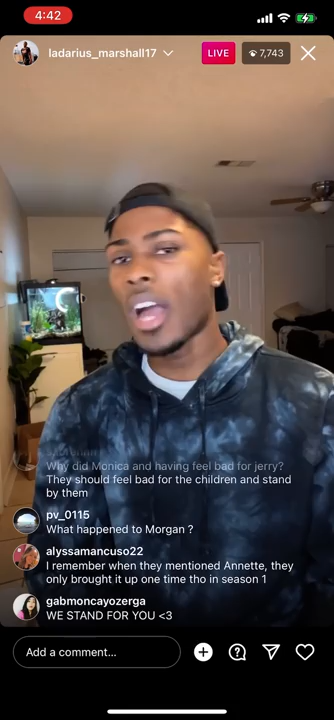 4:42
ladarius_marshall17
LIVE
7,743
Why did Monica and having feel bad for jerry?
They should feel bad for the children and stand
by them
pv_0115
What happened to Morgan ?
alyssamancuso22
I remember when they mentioned Annette, they
only brought it up one time tho in season 1
gabmoncayozerga
WE STAND FOR YOU <3
Add a comment...